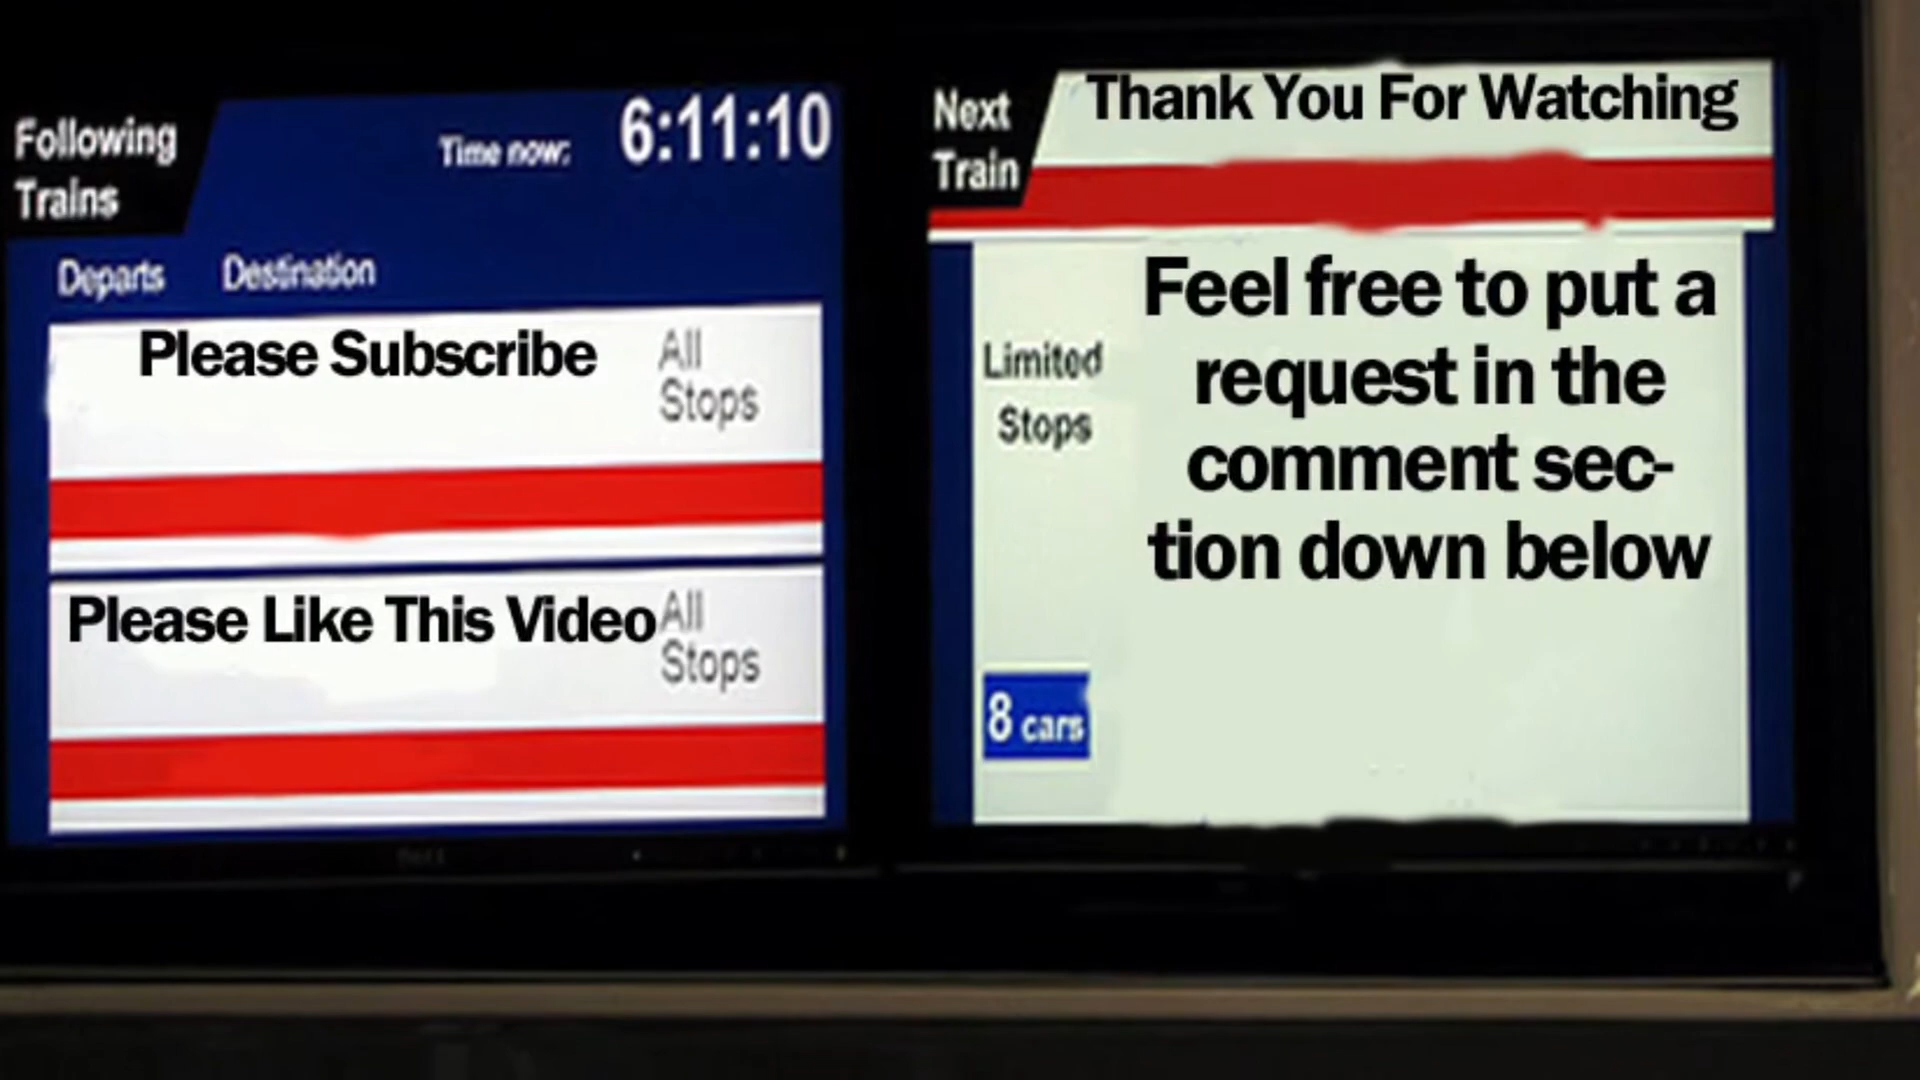 Following
Trains
Time now:
6:11:10
Departs
Destination
Please Subscribe
All
Stops
Please Like This Video
All
Stops
Next
Train
Thank You For Watching
Feel free to put a
request in the
comment sec-
tion down below
Limited
Stops
8 cars